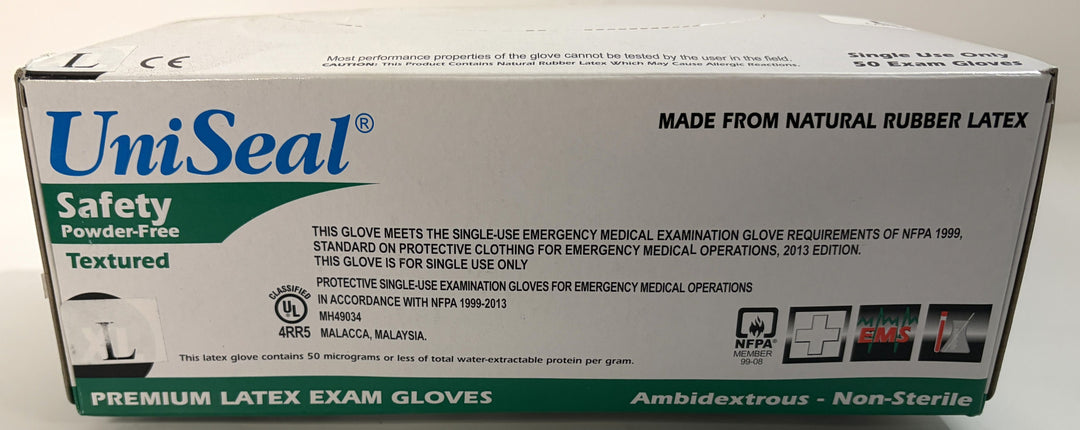 L CE
Most performance properties of the glove cannot be tested by the user in the field.
CAUTION: This Product Contains Natural Rubber Latex Which May Cause Allergic Reactions.
Single Use Only
50 Exam Gloves
UniSeal®
MADE FROM NATURAL RUBBER LATEX
Safety
Powder-Free
Textured
THIS GLOVE MEETS THE SINGLE-USE EMERGENCY MEDICAL EXAMINATION GLOVE REQUIREMENTS OF NFPA 1999,
STANDARD ON PROTECTIVE CLOTHING FOR EMERGENCY MEDICAL OPERATIONS, 2013 EDITION.
THIS GLOVE IS FOR SINGLE USE ONLY
PROTECTIVE SINGLE-USE EXAMINATION GLOVES FOR EMERGENCY MEDICAL OPERATIONS
IN ACCORDANCE WITH NFPA 1999-2013
MH49034
MALACCA, MALAYSIA.
CLASSIFIED
UL
4RR5
L
This latex glove contains 50 micrograms or less of total water-extractable protein per gram.
NFPA®
MEMBER
99-08
EMS
PREMIUM LATEX EXAM GLOVES
Ambidextrous - Non-Sterile